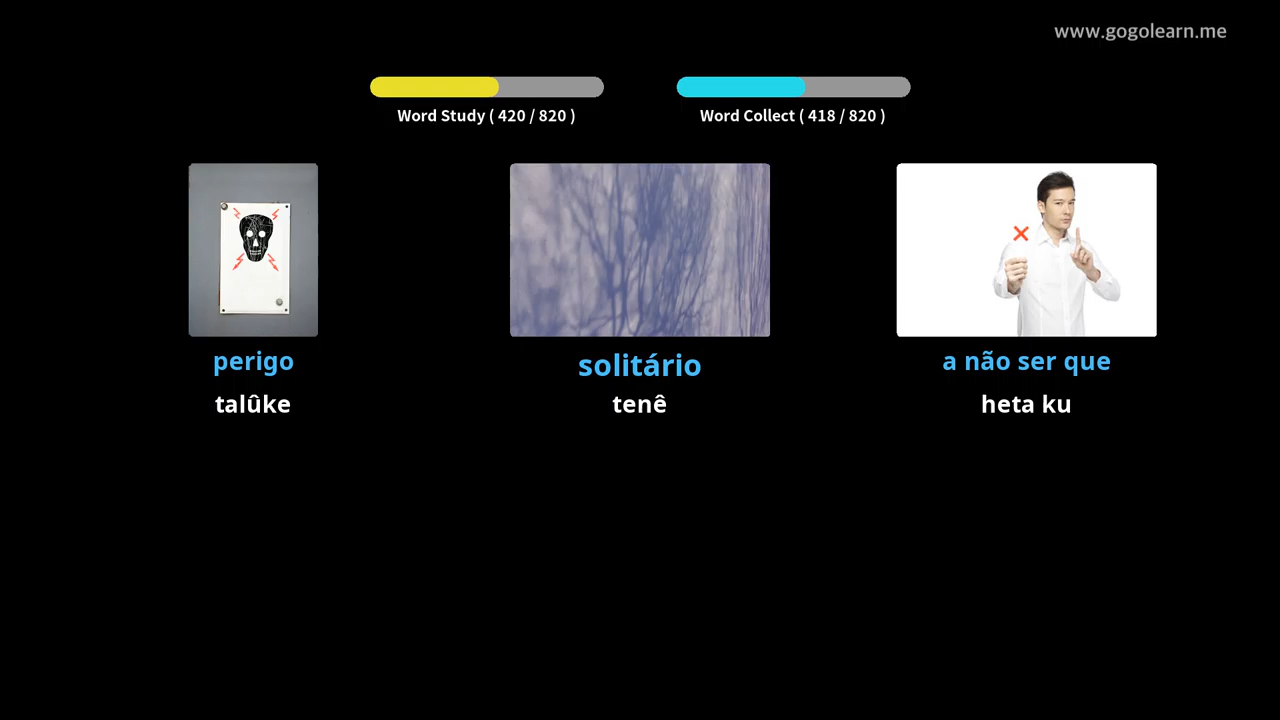 www.gogolearn.me
Word Study ( 420 / 820 )
Word Collect ( 418 / 820 )
perigo
talûke
solitário
tenê
a não ser que
heta ku